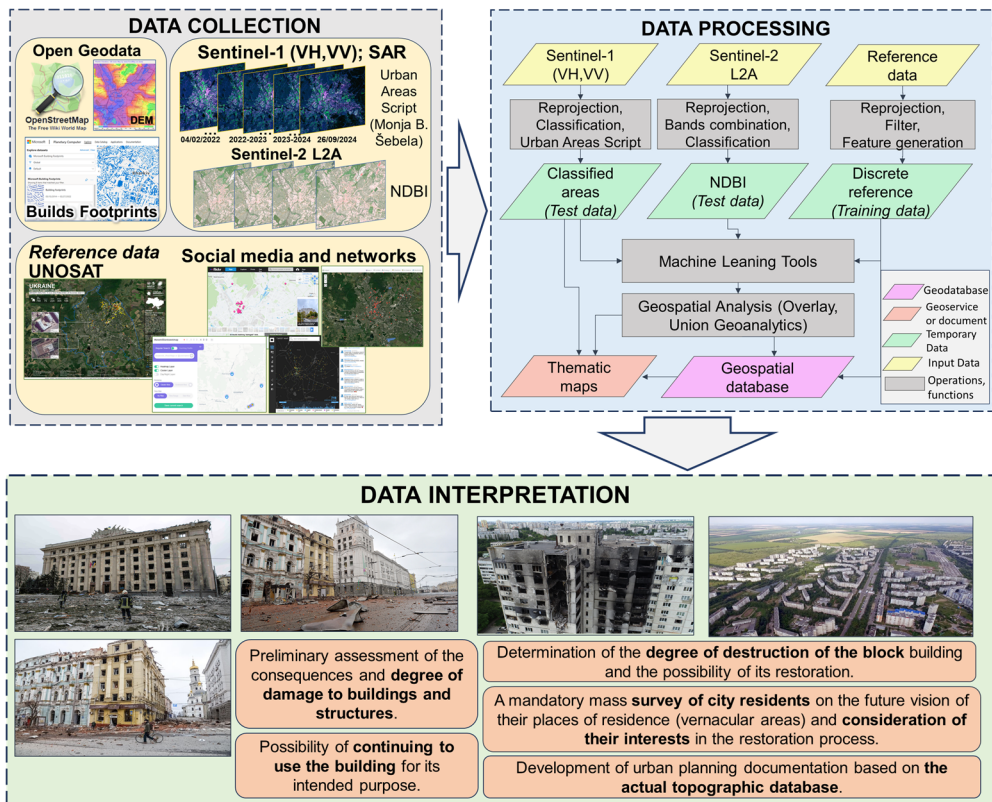 DATA COLLECTION
Open Geodata
OpenStreetMap
The Free Wiki World Map
DEM
Builds Footprints
Sentinel-1 (VH,VV); SAR
Urban
Areas
Script
(Monja B.
Šebela)
... ...
04/02/2022 2022-2023 2023-2024 26/09/2024
Sentinel-2 L2A
NDBI
Reference data
UNOSAT
UKRAINE
Social media and networks
DATA PROCESSING
Sentinel-1
(VH,VV)
Sentinel-2
L2A
Reference
data
Reprojection,
Classification,
Urban Areas Script
Reprojection,
Bands combination,
Classification
Reprojection,
Filter,
Feature generation
Classified
areas
(Test data)
NDBI
(Test data)
Discrete
reference
(Training data)
Machine Leaning Tools
Geospatial Analysis (Overlay,
Union Geoanalytics)
Thematic
maps
Geospatial
database
Geodatabase
Geoservice
or document
Temporary
Data
Input Data
Operations,
functions
DATA INTERPRETATION
Preliminary assessment of the
consequences and degree of
damage to buildings and
structures.
Possibility of continuing to
use the building for its
intended purpose.
Determination of the degree of destruction of the block building
and the possibility of its restoration.
A mandatory mass survey of city residents on the future vision of
their places of residence (vernacular areas) and consideration of
their interests in the restoration process.
Development of urban planning documentation based on the
actual topographic database.